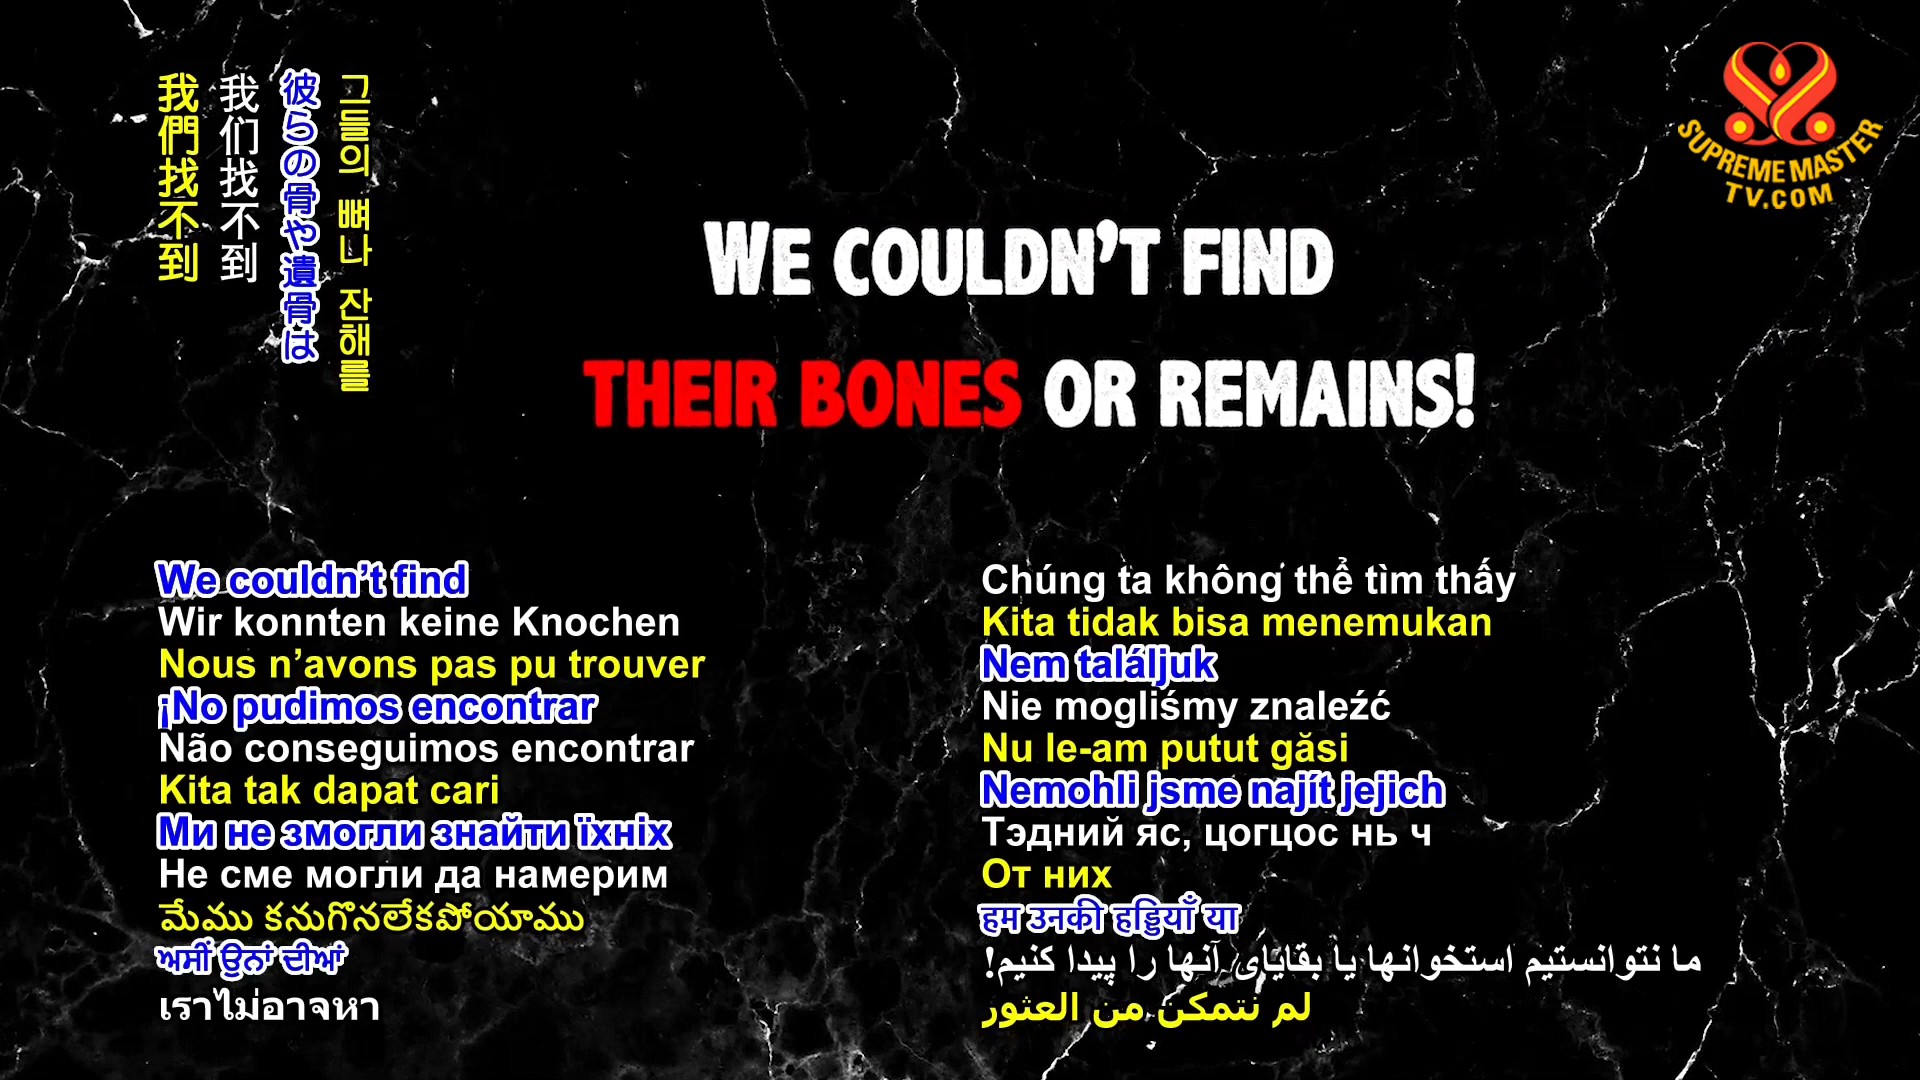 我們找不到
我们找不到
彼らの骨や遺骨は
그들의 뼈나 잔해를
SUPREME MASTER
TV.COM
WE COULDN'T FIND
THEIR BONES OR REMAINS!
We couldn't find
Wir konnten keine Knochen
Nous n'avons pas pu trouver
¡No pudimos encontrar
Não conseguimos encontrar
Kita tak dapat cari
Ми не змогли знайти їхніх
Не сме могли да намерим
మేము కనుగొనలేకపోయాము
ਅਸੀਂ ਉਨਾਂ ਦੀਆਂ
เราไม่อาจหา
Chúng ta không thể tìm thấy
Kita tidak bisa menemukan
Nem találjuk
Nie mogliśmy znaleźć
Nu le-am putut găsi
Nemohli jsme najít jejich
Тэдний яс, цогцос нь ч
От них
हम उनकी हड्डियाँ या
ما نتوانستیم استخوانها یا بقایای آنها را پیدا کنیم!
لم نتمكن من العثور